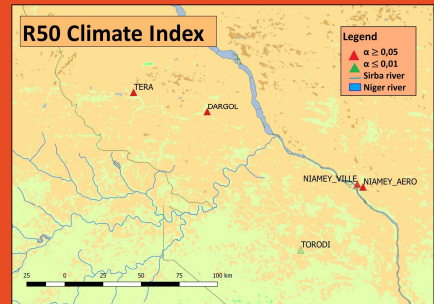 R50 Climate Index
Legend
α ≥ 0,05
α ≤ 0,01
Sirba river
Niger river
TERA
DARGOL
NIAMEY_VILLE
NIAMEY_AERO
TORODI
25 0 25 50 75 100 km